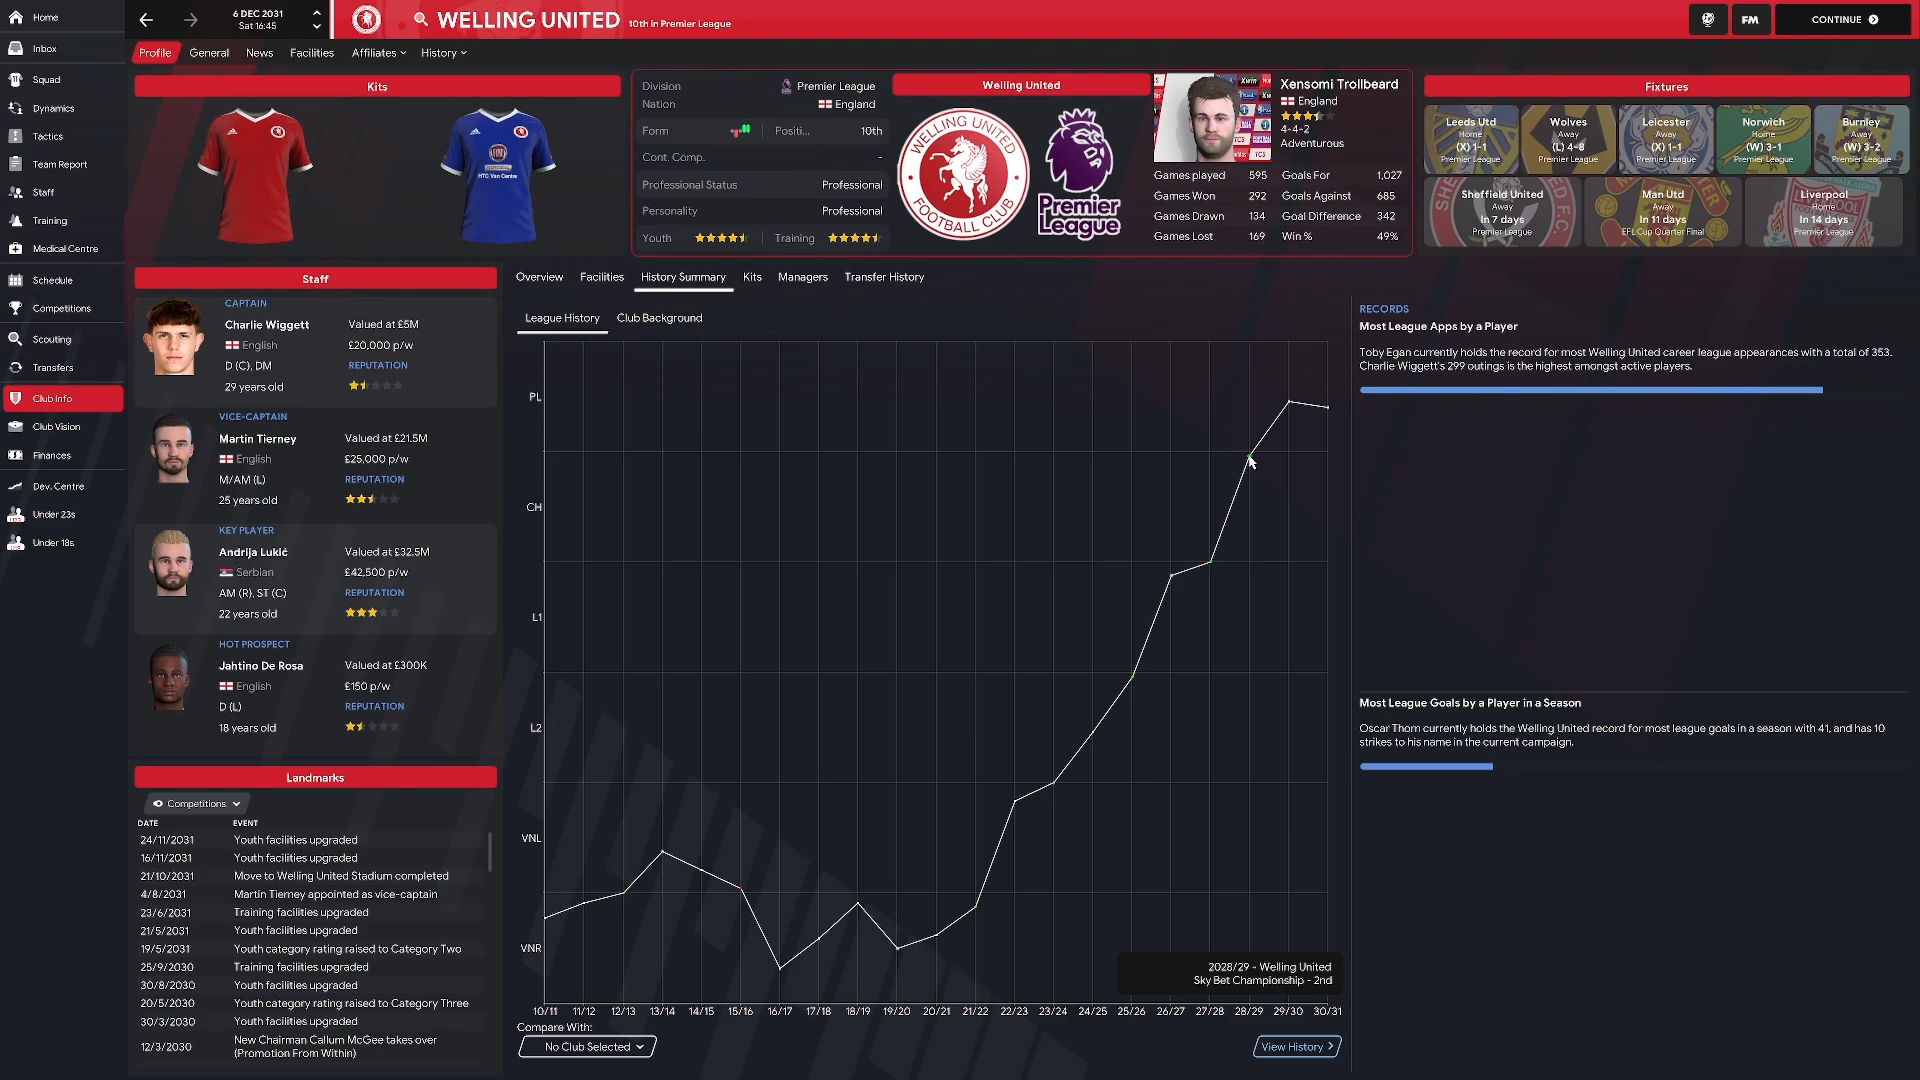 Home
Inbox
Squad
Dynamics
Tactics
Team Report
Staff
Training
Medical Centre
Schedule
Competitions
Scouting
Transfers
Club Info
Club Vision
Finances
Dev. Centre
Under 23s
Under 18s
6 DEC 2031
Sat 16:45
WELLING UNITED
10th in Premier League
FM
CONTINUE
Profile
General
News
Facilities
Affiliates
History
Kits
HTC Van Centre
Division Premier League
Nation England
Form
Positi... 10th
Cont. Comp. -
Professional Status Professional
Personality Professional
Youth
Training
Welling United
WELLING UNITED
FOOTBALL CLUB
Premier
League
Xensomi Trollbeard
England
4-4-2
Adventurous
Games played 595 Goals For 1,027
Games Won 292 Goals Against 685
Games Drawn 134 Goal Difference 342
Games Lost 169 Win % 49%
Fixtures
Leeds Utd
Home
(X) 1-1
Premier League
Wolves
Away
(L) 4-8
Premier League
Leicester
Away
(X) 1-1
Premier League
Norwich
Home
(W) 3-1
Premier League
Burnley
Away
(W) 3-2
Premier League
Sheffield United
Away
In 7 days
Premier League
Man Utd
Home
In 11 days
EFL Cup Quarter Final
Liverpool
Home
In 14 days
Premier League
Staff
CAPTAIN
Charlie Wiggett
English
D (C), DM
29 years old
Valued at £5M
£20,000 p/w
REPUTATION
VICE-CAPTAIN
Martin Tierney
English
M/AM (L)
25 years old
Valued at £21.5M
£25,000 p/w
REPUTATION
KEY PLAYER
Andrija Lukić
Serbian
AM (R), ST (C)
22 years old
Valued at £32.5M
£42,500 p/w
REPUTATION
HOT PROSPECT
Jahtino De Rosa
English
D (L)
18 years old
Valued at £300K
£150 p/w
REPUTATION
Landmarks
Competitions
DATE EVENT
24/11/2031 Youth facilities upgraded
16/11/2031 Youth facilities upgraded
21/10/2031 Move to Welling United Stadium completed
4/8/2031 Martin Tierney appointed as vice-captain
23/6/2031 Training facilities upgraded
21/5/2031 Youth facilities upgraded
19/5/2031 Youth category rating raised to Category Two
25/9/2030 Training facilities upgraded
30/8/2030 Youth facilities upgraded
20/5/2030 Youth category rating raised to Category Three
30/3/2030 Youth facilities upgraded
12/3/2030 New Chairman Callum McGee takes over
(Promotion From Within)
Overview
Facilities
History Summary
Kits
Managers
Transfer History
League History
Club Background
PL
CH
L1
L2
VNL
VNR
2028/29 - Welling United
Sky Bet Championship - 2nd
10/11 11/12 12/13 13/14 14/15 15/16 16/17 17/18 18/19 19/20 20/21 21/22 22/23 23/24 24/25 25/26 26/27 27/28 28/29 29/30 30/31
Compare With:
No Club Selected
View History
RECORDS
Most League Apps by a Player
Toby Egan currently holds the record for most Welling United career league appearances with a total of 353.
Charlie Wiggett's 299 outings is the highest amongst active players.
Most League Goals by a Player in a Season
Oscar Thorn currently holds the Welling United record for most league goals in a season with 41, and has 10
strikes to his name in the current campaign.